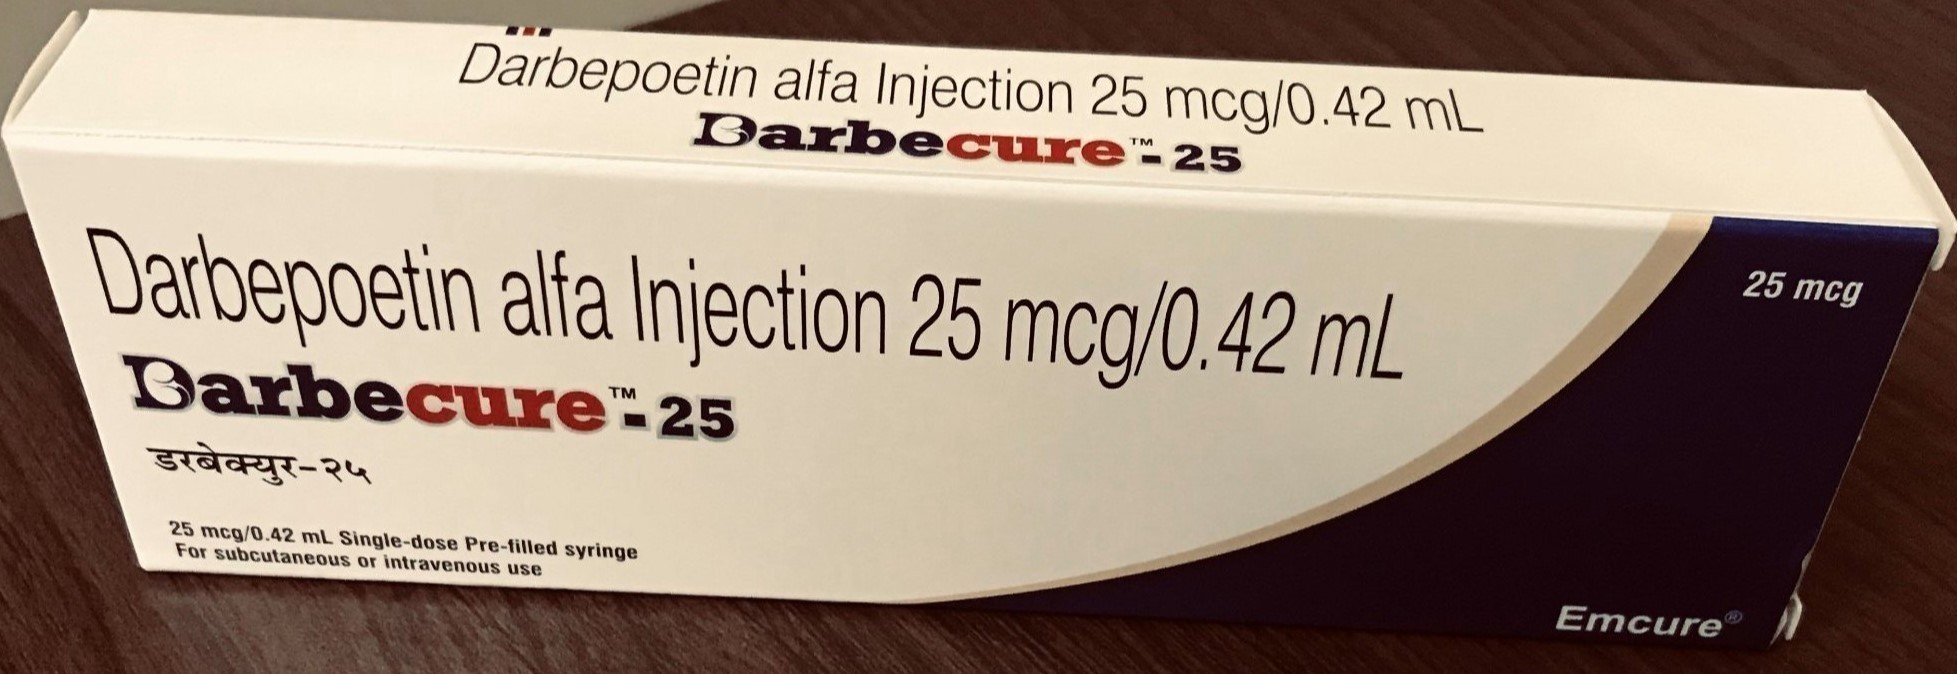 Darbepoetin alfa Injection 25 mcg/0.42 mL
Darbecure™-25
Darbepoetin alfa Injection 25 mcg/0.42 mL
Darbecure™-25
डरबेक्युर-२५
25 mcg/0.42 mL Single-dose Pre-filled syringe
For subcutaneous or intravenous use
25 mcg
Emcure®